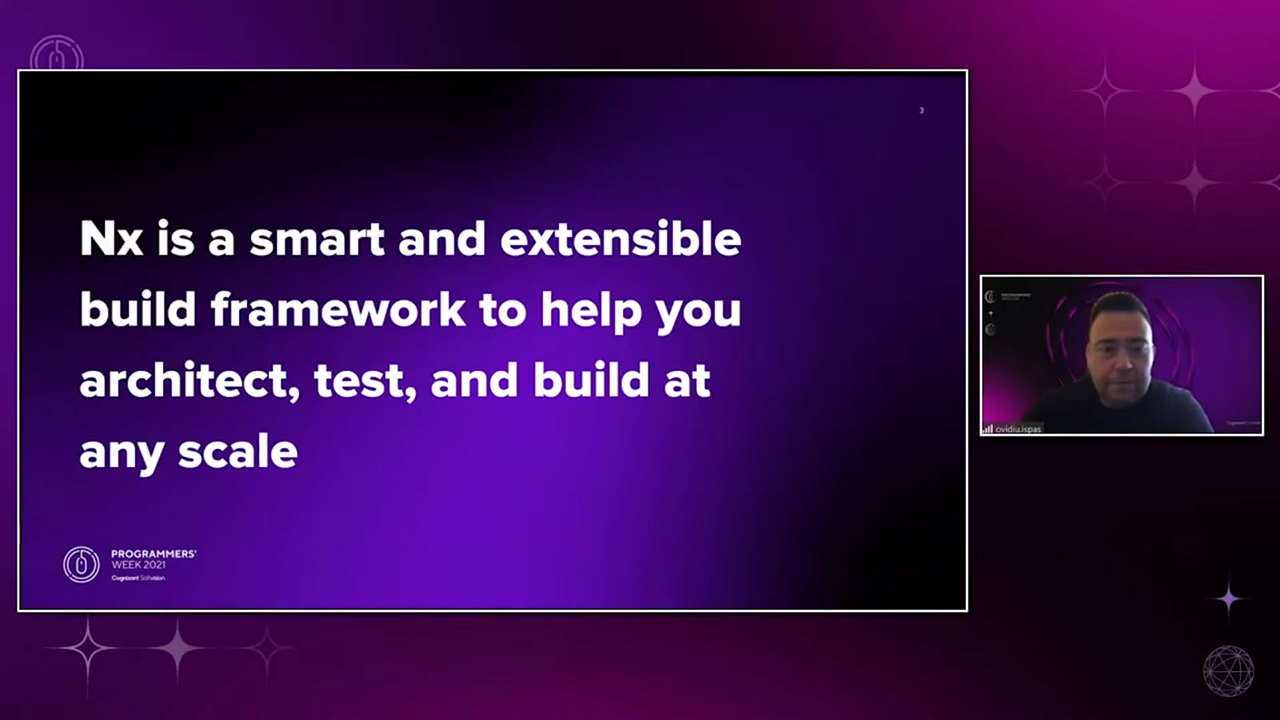 3
Nx is a smart and extensible
build framework to help you
architect, test, and build at
any scale
PROGRAMMERS'
WEEK 2021
Cognizant Softvision
ovidiu.ispas